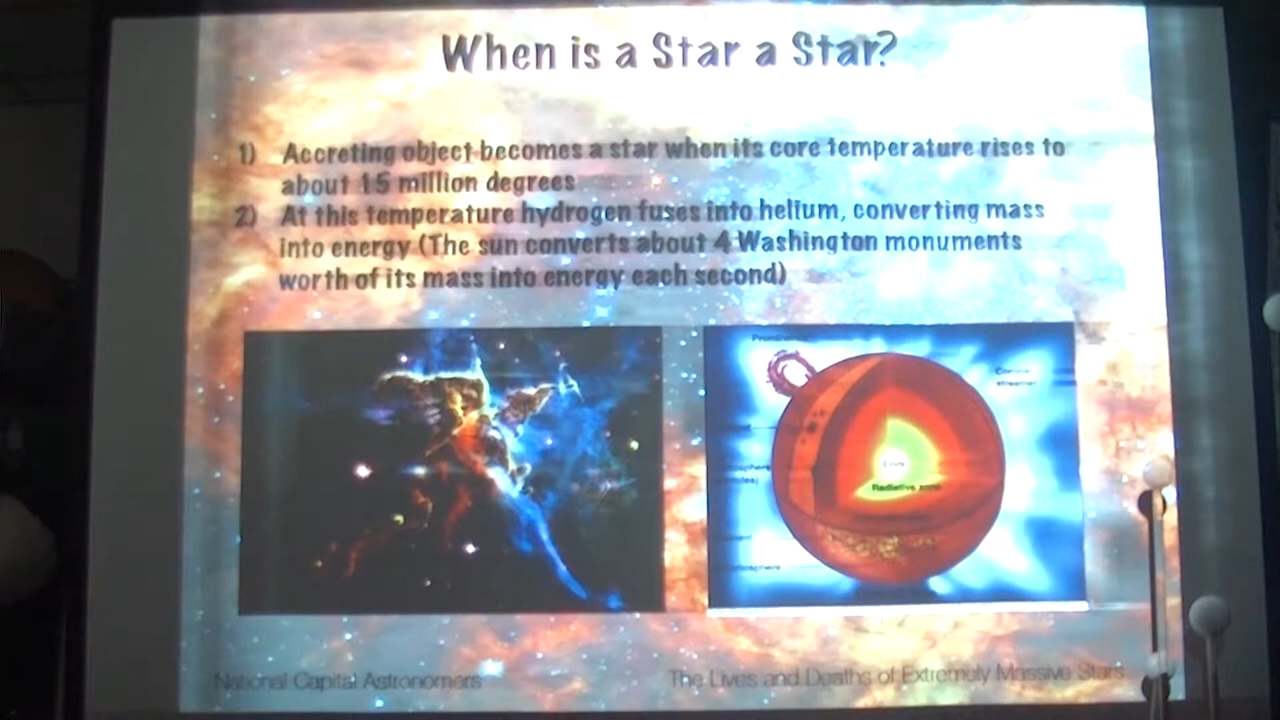 When is a Star a Star?
1) Accreting object becomes a star when its core temperature rises to
about 15 million degrees
2) At this temperature hydrogen fuses into helium, converting mass
into energy (The sun converts about 4 Washington monuments
worth of its mass into energy each second)
Core
Radiative zone
National Capital Astronomers
The Lives and Deaths of Extremely Massive Stars